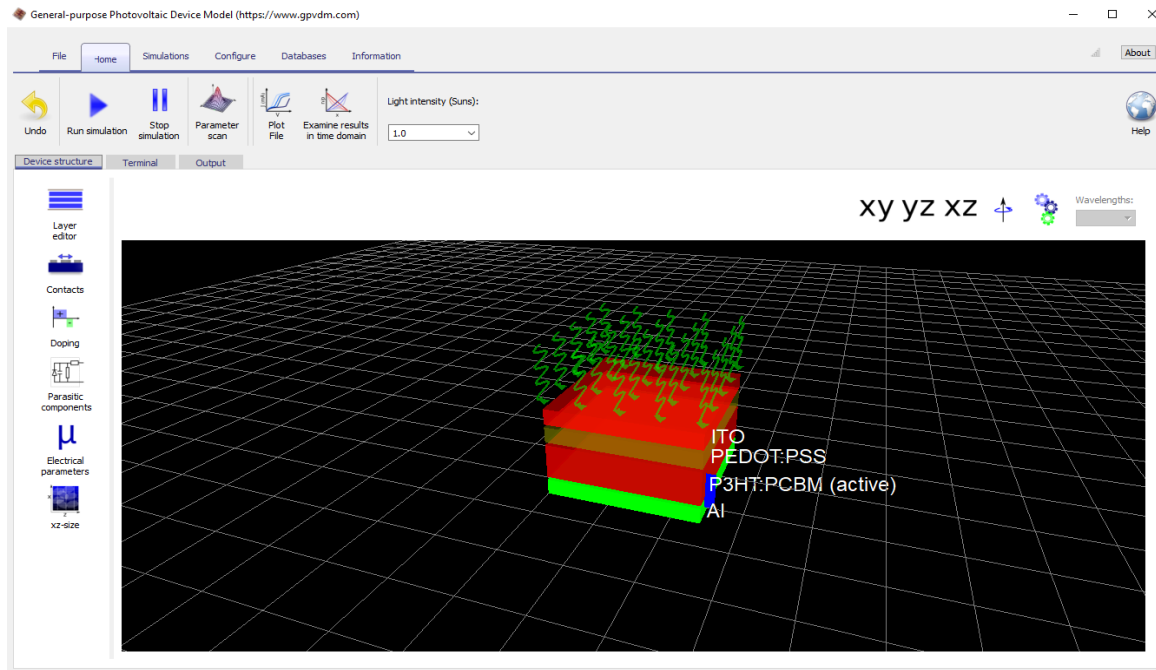 General-purpose Photovoltaic Device Model (https://www.gpvdm.com)
File
Home
Simulations
Configure
Databases
Information
About
Undo
Run simulation
Stop
simulation
Parameter
scan
Plot
File
Examine results
in time domain
Light intensity (Suns):
1.0
Help
Device structure
Terminal
Output
Layer
editor
Contacts
Doping
Parasitic
components
μ
Electrical
parameters
xz-size
xy yz xz
Wavelengths:
ITO
PEDOT:PSS
P3HT:PCBM (active)
Al